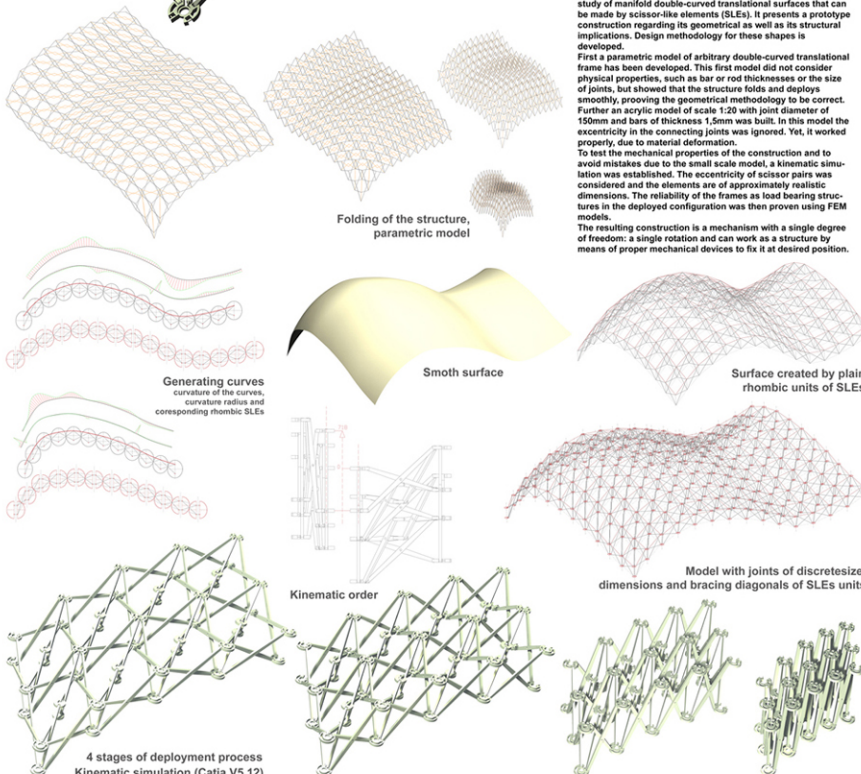 study of manifold double-curved translational surfaces that can
be made by scissor-like elements (SLEs). It presents a prototype
construction regarding its geometrical as well as its structural
implications. Design methodology for these shapes is
developed.
First a parametric model of arbitrary double-curved translational
frame has been developed. This first model did not consider
physical properties, such as bar or rod thicknesses or the size
of joints, but showed that the structure folds and deploys
smoothly, prooving the geometrical methodology to be correct.
Further an acrylic model of scale 1:20 with joint diameter of
150mm and bars of thickness 1,5mm was built. In this model the
excentricity in the connecting joints was ignored. Yet, it worked
properly, due to material deformation.
To test the mechanical properties of the construction and to
avoid mistakes due to the small scale model, a kinematic simu-
lation was established. The eccentricity of scissor pairs was
considered and the elements are of approximately realistic
dimensions. The reliability of the frames as load bearing struc-
tures in the deployed configuration was then proven using FEM
models.
The resulting construction is a mechanism with a single degree
of freedom: a single rotation and can work as a structure by
means of proper mechanical devices to fix it at desired position.
Folding of the structure,
parametric model
Generating curves
curvature of the curves,
curvature radius and
coresponding rhombic SLEs
Smoth surface
Surface created by plain
rhombic units of SLEs
Kinematic order
Model with joints of discretesize
dimensions and bracing diagonals of SLEs units
4 stages of deployment process
Kinematic simulation (Catia V5.12)